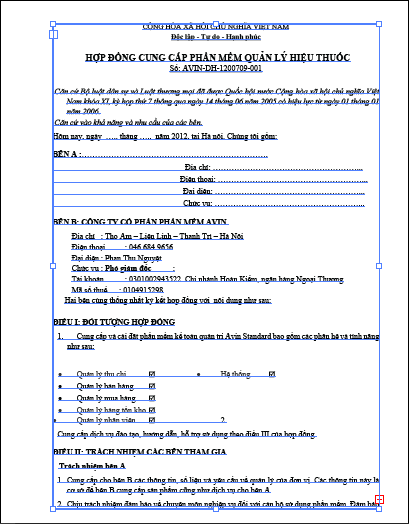 CỘNG HÒA XÃ HỘI CHỦ NGHĨA VIỆT NAM
Độc lập - Tự do - Hạnh phúc
HỢP ĐỒNG CUNG CẤP PHẦN MỀM QUẢN LÝ HIỆU THUỐC
Số: AVIN-DH-1200709-001
Căn cứ Bộ luật dân sự và Luật thương mại đã được Quốc hội nước Cộng hòa xã hội chủ nghĩa Việt
Nam khóa XI, kỳ họp thứ 7 thông qua ngày 14 tháng 06 năm 2005 có hiệu lực từ ngày 01 tháng 01
năm 2006.
Căn cứ vào khả năng và nhu cầu của các bên.
Hôm nay, ngày ….. tháng ….. năm 2012, tại Hà Nội. Chúng tôi gồm:
BÊN A :……………………………………………………
Địa chỉ: …………………………………………
Điện thoại: …………………………………………
Đại diện: …………………………………………
Chức vụ: …………………………………………
BÊN B: CÔNG TY CỔ PHẦN PHẦN MỀM AVIN
Địa chỉ : Thọ Am – Liên Linh – Thanh Trì – Hà Nội
Điện thoại : 046 684 9656
Đại diện : Phan Thu Nguyệt
Chức vụ : Phó giám đốc ;
Tài khoản : 0301002943522 Chi nhánh Hoàn Kiếm, ngân hàng Ngoại Thương
Mã số thuế : 0104915298
Hai bên cùng thống nhất ký kết hợp đồng với nội dung như sau:
ĐIỀU I: ĐỐI TƯỢNG HỢP ĐỒNG
1. Cung cấp và cài đặt phần mềm kế toán quản trị Avin Standard bao gồm các phân hệ và tính năng
như sau:
• Quản lý thu chi ☑ • Hệ thống ☑
• Quản lý bán hàng ☑
• Quản lý mua hàng ☑
• Quản lý hàng tồn kho ☑
• Quản lý nhân viên ☑ 2.
Cung cấp dịch vụ đào tạo, hướng dẫn, hỗ trợ sử dụng theo điều III của hợp đồng.
ĐIỀU II: TRÁCH NHIỆM CÁC BÊN THAM GIA
Trách nhiệm bên A
1. Cung cấp cho bên B các thông tin, số liệu và yêu cầu về quản lý của đơn vị. Các thông tin này là
cơ sở để bên B cung cấp sản phẩm cũng như dịch vụ cho bên A.
2. Chịu trách nhiệm đảm bảo về chuyên môn nghiệp vụ đối với cán bộ sử dụng phần mềm. Đảm bảo